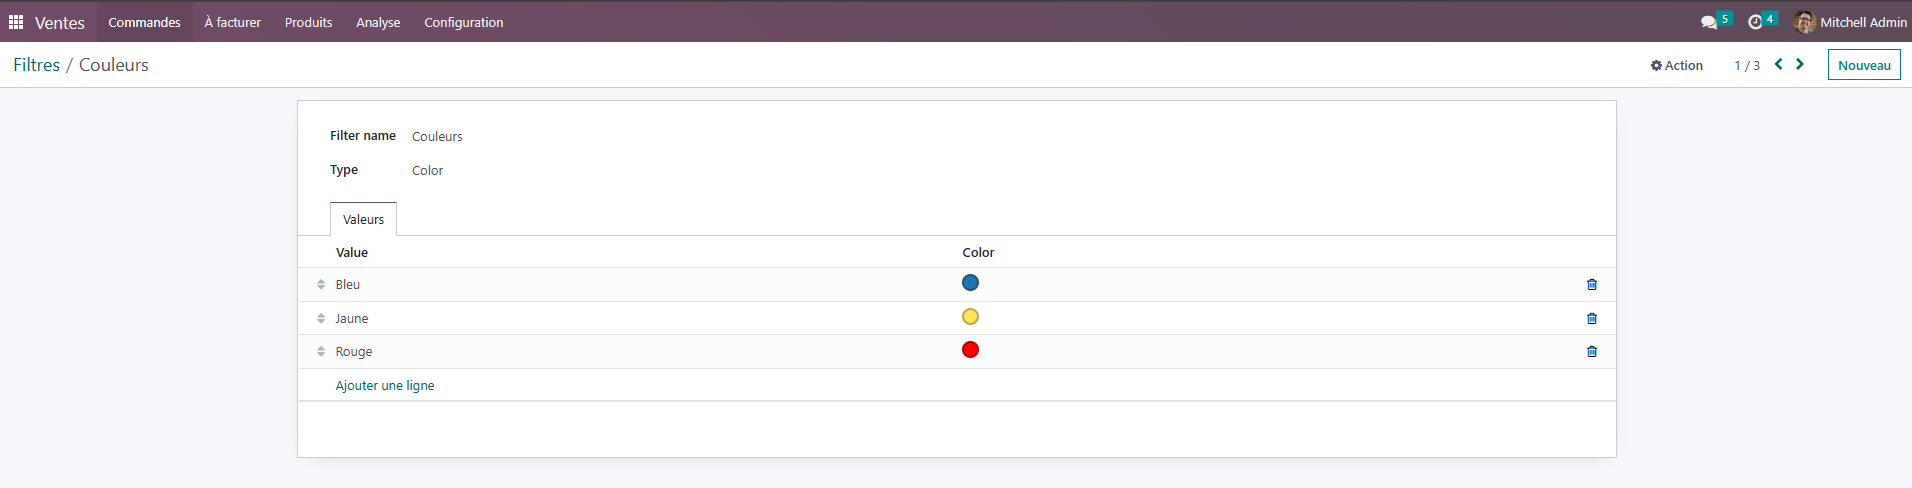 Ventes Commandes À facturer Produits Analyse Configuration 5 4 Mitchell Admin
Filtres / Couleurs Action 1 / 3 Nouveau
Filter name Couleurs
Type Color
Valeurs
Value Color
Bleu
Jaune
Rouge
Ajouter une ligne